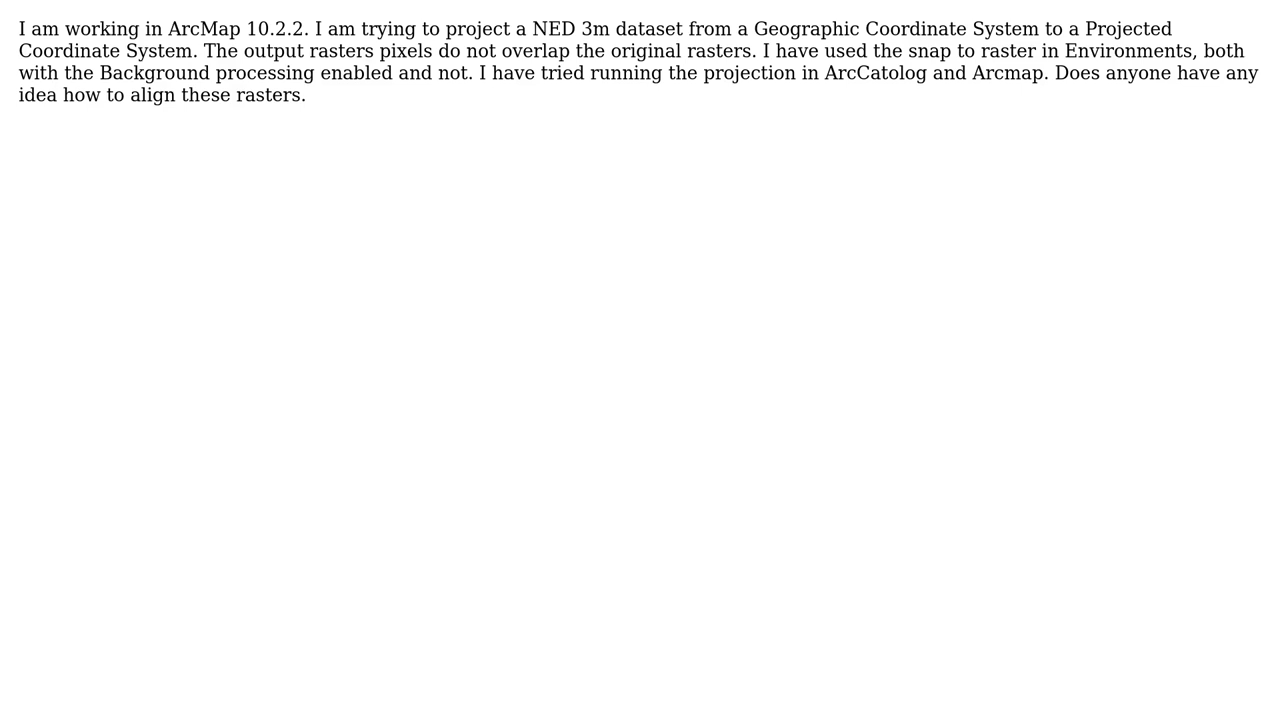 I am working in ArcMap 10.2.2. I am trying to project a NED 3m dataset from a Geographic Coordinate System to a Projected
Coordinate System. The output rasters pixels do not overlap the original rasters. I have used the snap to raster in Environments, both
with the Background processing enabled and not. I have tried running the projection in ArcCatolog and Arcmap. Does anyone have any
idea how to align these rasters.